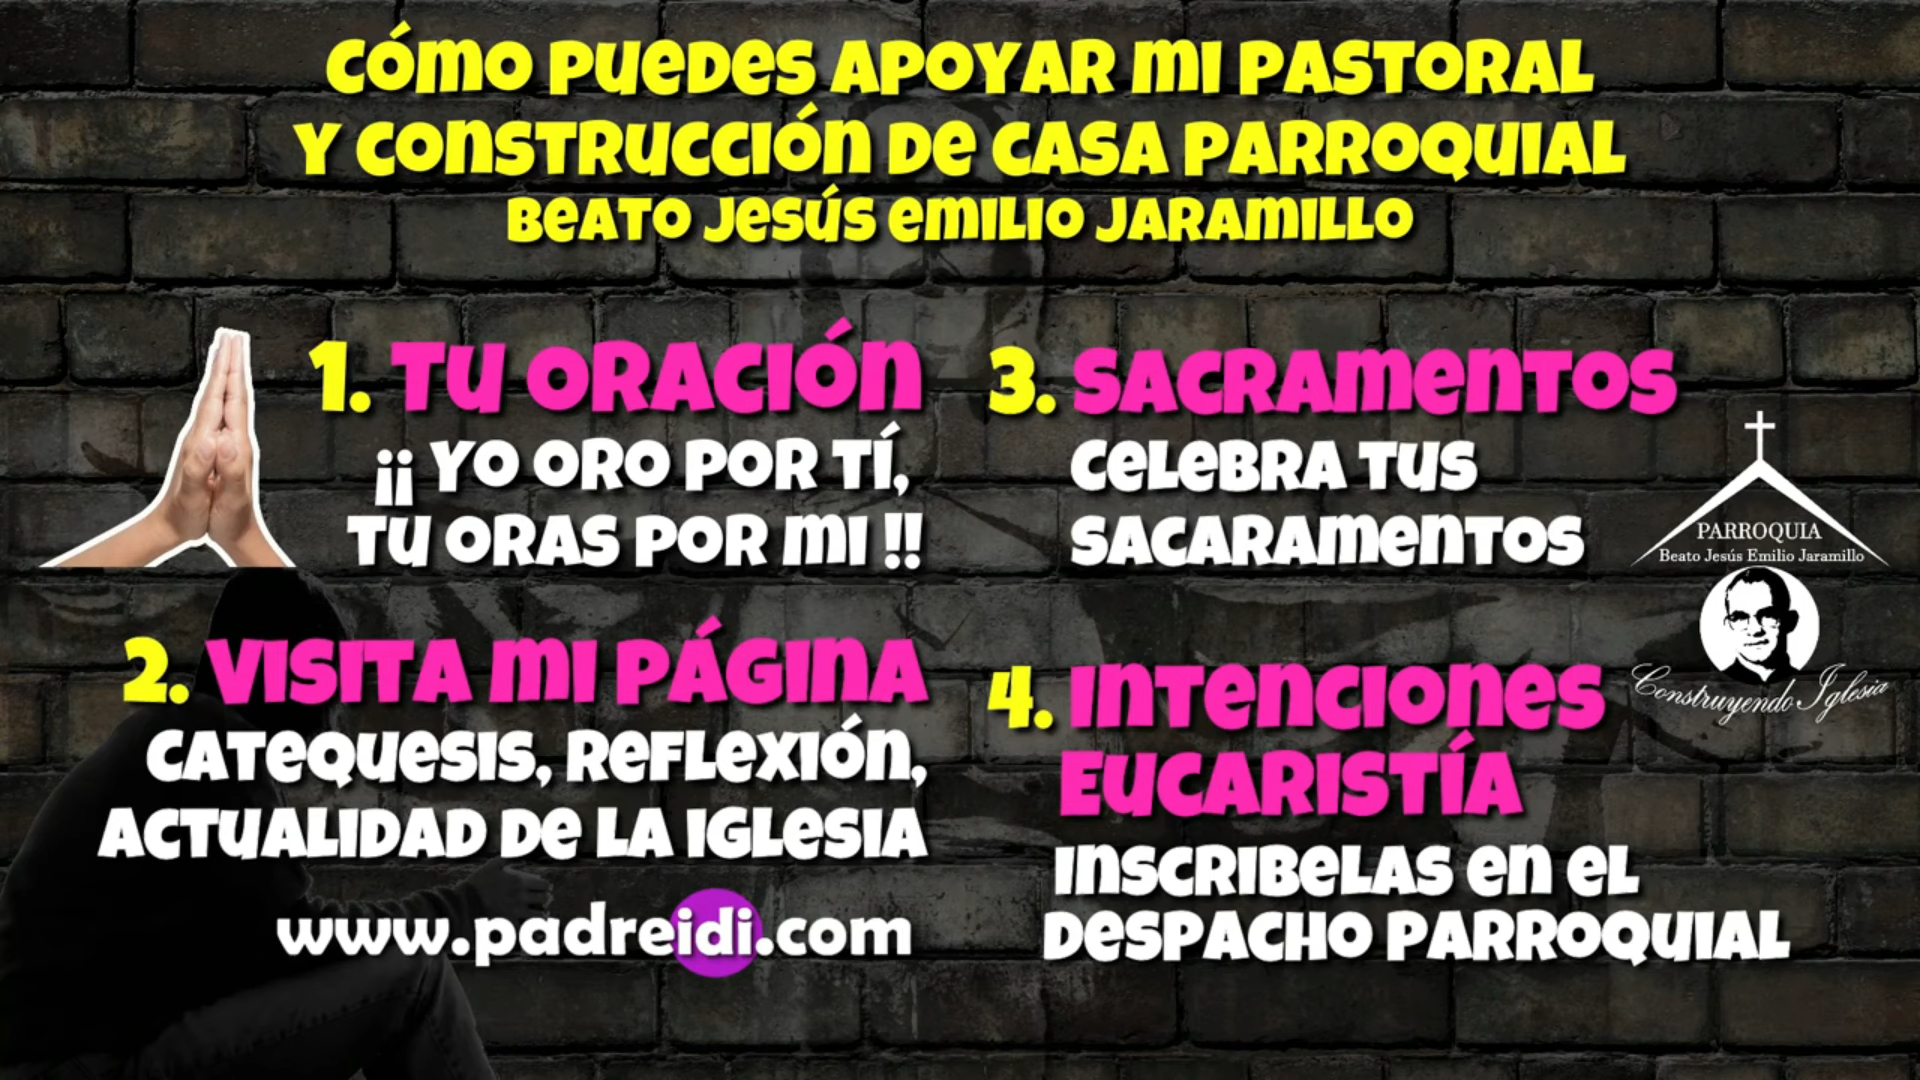 CÓMO PUEDES APOYAR MI PASTORAL
Y CONSTRUCCIÓN DE CASA PARROQUIAL
BEATO JESÚS EMILIO JARAMILLO
1. TU ORACIÓN
¡¡ YO ORO POR TÍ,
TU ORAS POR MI !!
2. VISITA MI PÁGINA
CATEQUESIS, REFLEXIÓN,
ACTUALIDAD DE LA IGLESIA
www.padreidi.com
3. SACRAMENTOS
CELEBRA TUS
SACARAMENTOS
4. INTENCIONES
EUCARISTÍA
INSCRIBELAS EN EL
DESPACHO PARROQUIAL
PARROQUIA
Beato Jesús Emilio Jaramillo
Construyendo Iglesia